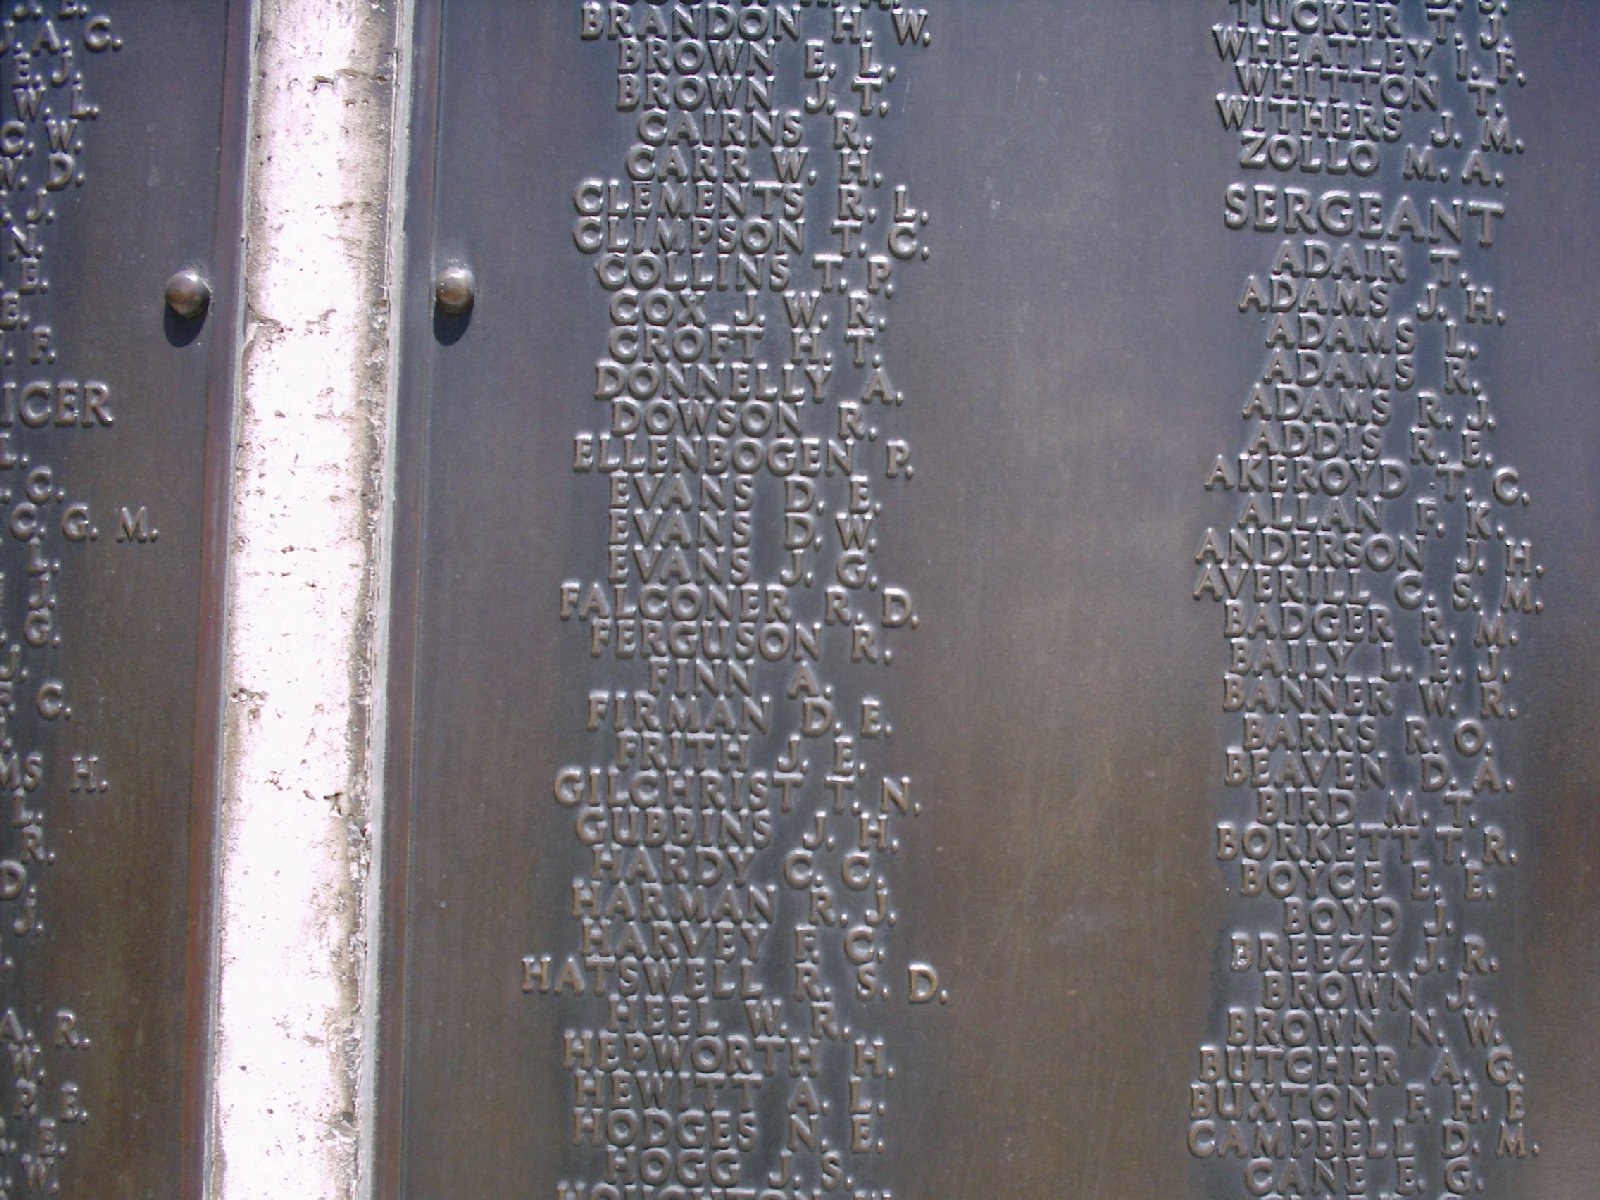 J. A. C.
E. J.
W. L.
C. W.
W. D.
J.
N.
E.
E.
F.
L.
C.
C. G. M.
L.
J.
G.
J.
C.
H.
L.
R.
D.
J.
A. R.
W.
P. E.
E.
W.
BRANDON H. W.
BROWN E. L.
BROWN J. T.
CAIRNS R.
CARR W. H.
CLEMENTS R. L.
CLIMPSON T. C.
COLLINS T. P.
COX J. W. R.
CROFT H. T.
DONNELLY A.
DOWSON R.
ELLENBOGEN P.
EVANS D. E.
EVANS D. W.
EVANS J. G.
FALCONER R. D.
FERGUSON R.
FINN A.
FIRMAN D. E.
FRITH J. E.
GILCHRIST T. N.
GUBBINS J. H.
HARDY C. C.
HARMAN R. J.
HARVEY F. C.
HATSWELL R. S. D.
HEEL W. R.
HEPWORTH H.
HEWITT A. L.
HODGES N. E.
HOGG J. S.
TUCKER T. J.
WHEATLEY I. F.
WHITTON T.
WITHERS J. M.
ZOLLO M. A.
SERGEANT
ADAIR T.
ADAMS J. H.
ADAMS L.
ADAMS R.
ADAMS R. J.
ADDIS R. E.
AKEROYD T. C.
ALLAN F. K.
ANDERSON J. H.
AVERILL C. S. M.
BADGER R. M.
BAILY L. E. J.
BANNER W. R.
BARRS R. O.
BEAVEN D. A.
BIRD M. T.
BORKETT T. R.
BOYCE E. E.
BOYD J.
BREEZE J. R.
BROWN J.
BROWN N. W.
BUTCHER A. G.
BUXTON F. H. E
CAMPBELL D. M.
CANE E. G.